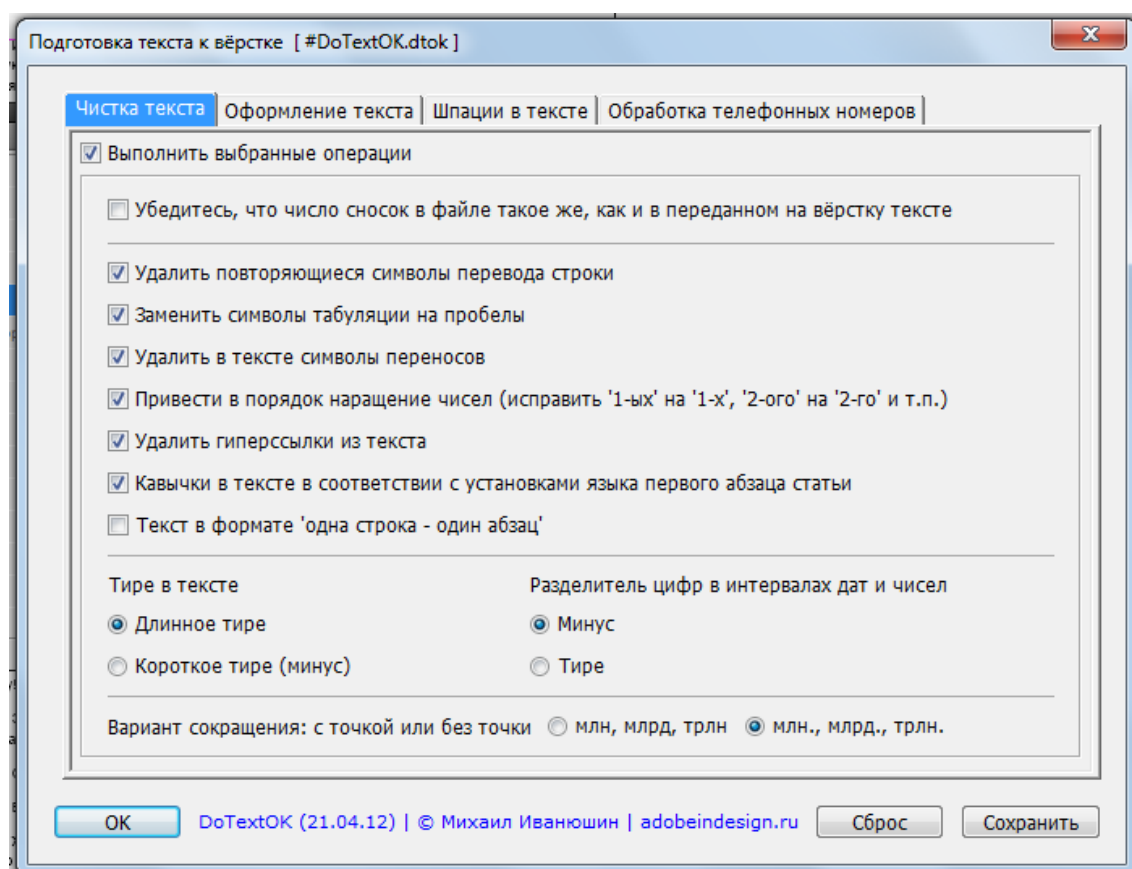 Подготовка текста к вёрстке [ #DoTextOK.dtok ]
Чистка текста Оформление текста Шпации в тексте Обработка телефонных номеров
Выполнить выбранные операции
Убедитесь, что число сносок в файле такое же, как и в переданном на вёрстку тексте
Удалить повторяющиеся символы перевода строки
Заменить символы табуляции на пробелы
Удалить в тексте символы переносов
Привести в порядок наращение чисел (исправить '1-ых' на '1-х', '2-ого' на '2-го' и т.п.)
Удалить гиперссылки из текста
Кавычки в тексте в соответствии с установками языка первого абзаца статьи
Текст в формате 'одна строка - один абзац'
Тире в тексте Разделитель цифр в интервалах дат и чисел
Длинное тире Минус
Короткое тире (минус) Тире
Вариант сокращения: с точкой или без точки млн, млрд, трлн млн., млрд., трлн.
OK DoTextOK (21.04.12) | © Михаил Иванюшин | adobeindesign.ru Сброс Сохранить